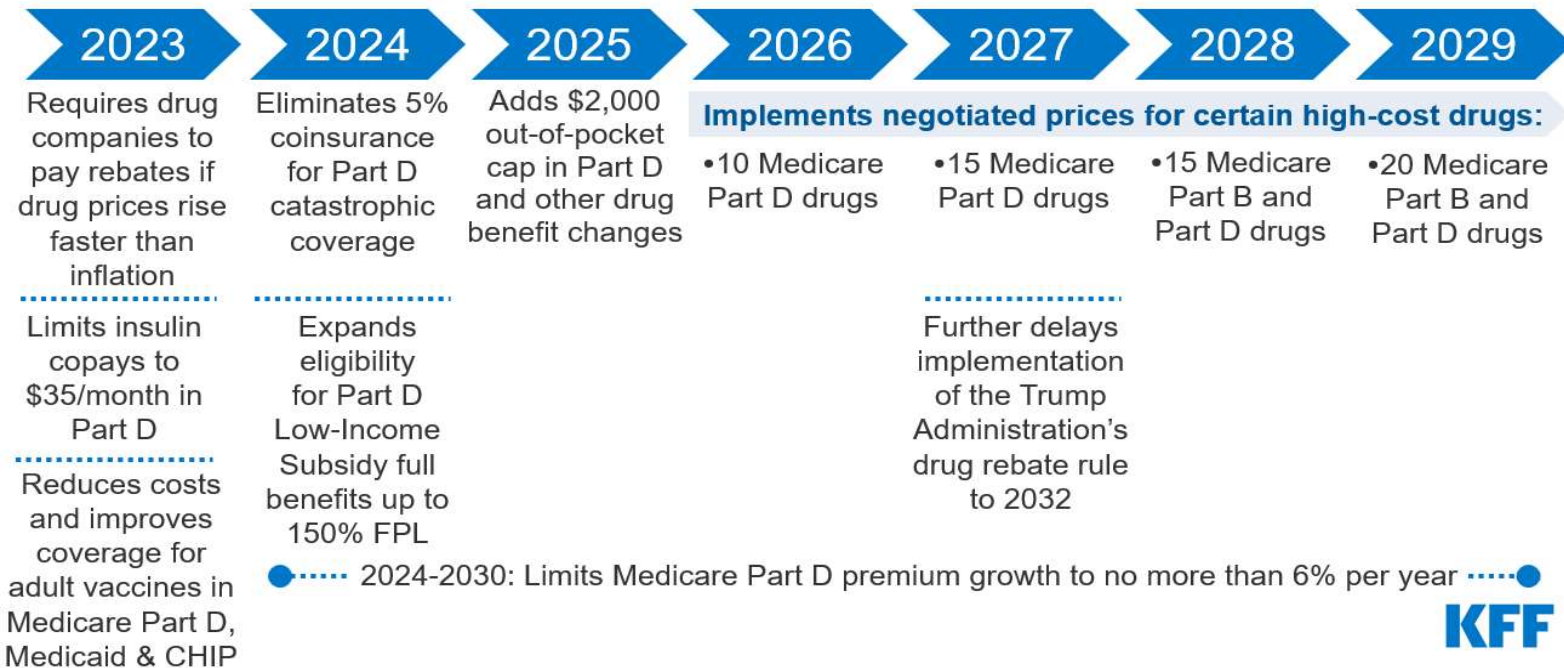 2023
2024
2025
2026
2027
2028
2029
Requires drug
companies to
pay rebates if
drug prices rise
faster than
inflation
Limits insulin
copays to
$35/month in
Part D
Reduces costs
and improves
coverage for
adult vaccines in
Medicare Part D,
Medicaid & CHIP
Eliminates 5%
coinsurance
for Part D
catastrophic
coverage
Expands
eligibility
for Part D
Low-Income
Subsidy full
benefits up to
150% FPL
Adds $2,000
out-of-pocket
cap in Part D
and other drug
benefit changes
Implements negotiated prices for certain high-cost drugs:
•10 Medicare
Part D drugs
•15 Medicare
Part D drugs
Further delays
implementation
of the Trump
Administration’s
drug rebate rule
to 2032
•15 Medicare
Part B and
Part D drugs
•20 Medicare
Part B and
Part D drugs
2024-2030: Limits Medicare Part D premium growth to no more than 6% per year
KFF